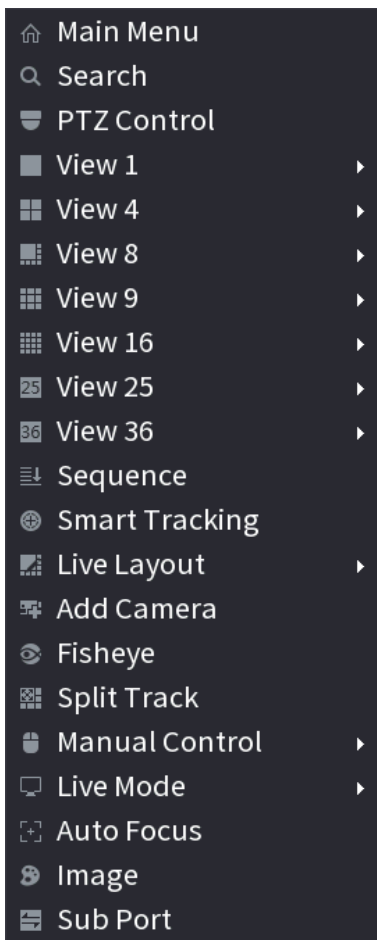 Main Menu
Search
PTZ Control
View 1
View 4
View 8
View 9
View 16
25 View 25
36 View 36
Sequence
Smart Tracking
Live Layout
Add Camera
Fisheye
Split Track
Manual Control
Live Mode
Auto Focus
Image
Sub Port